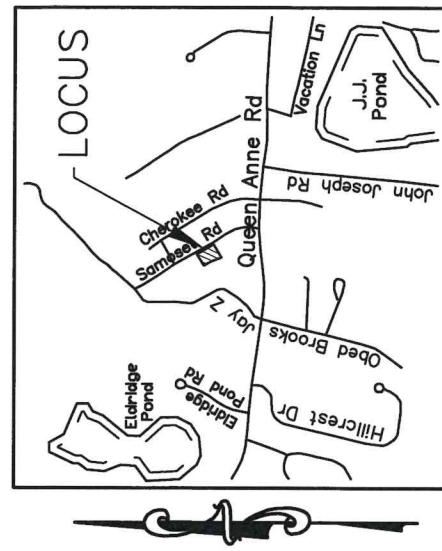 LOCUS
Cherokee Rd
Samoset Rd
Queen Anne Rd
Vacation Ln
J.J.
Pond
John Joseph Rd
Jay Z
Obed Brooks
Hillcrest Dr
Eldridge
Pond Rd
Eldridge
Pond